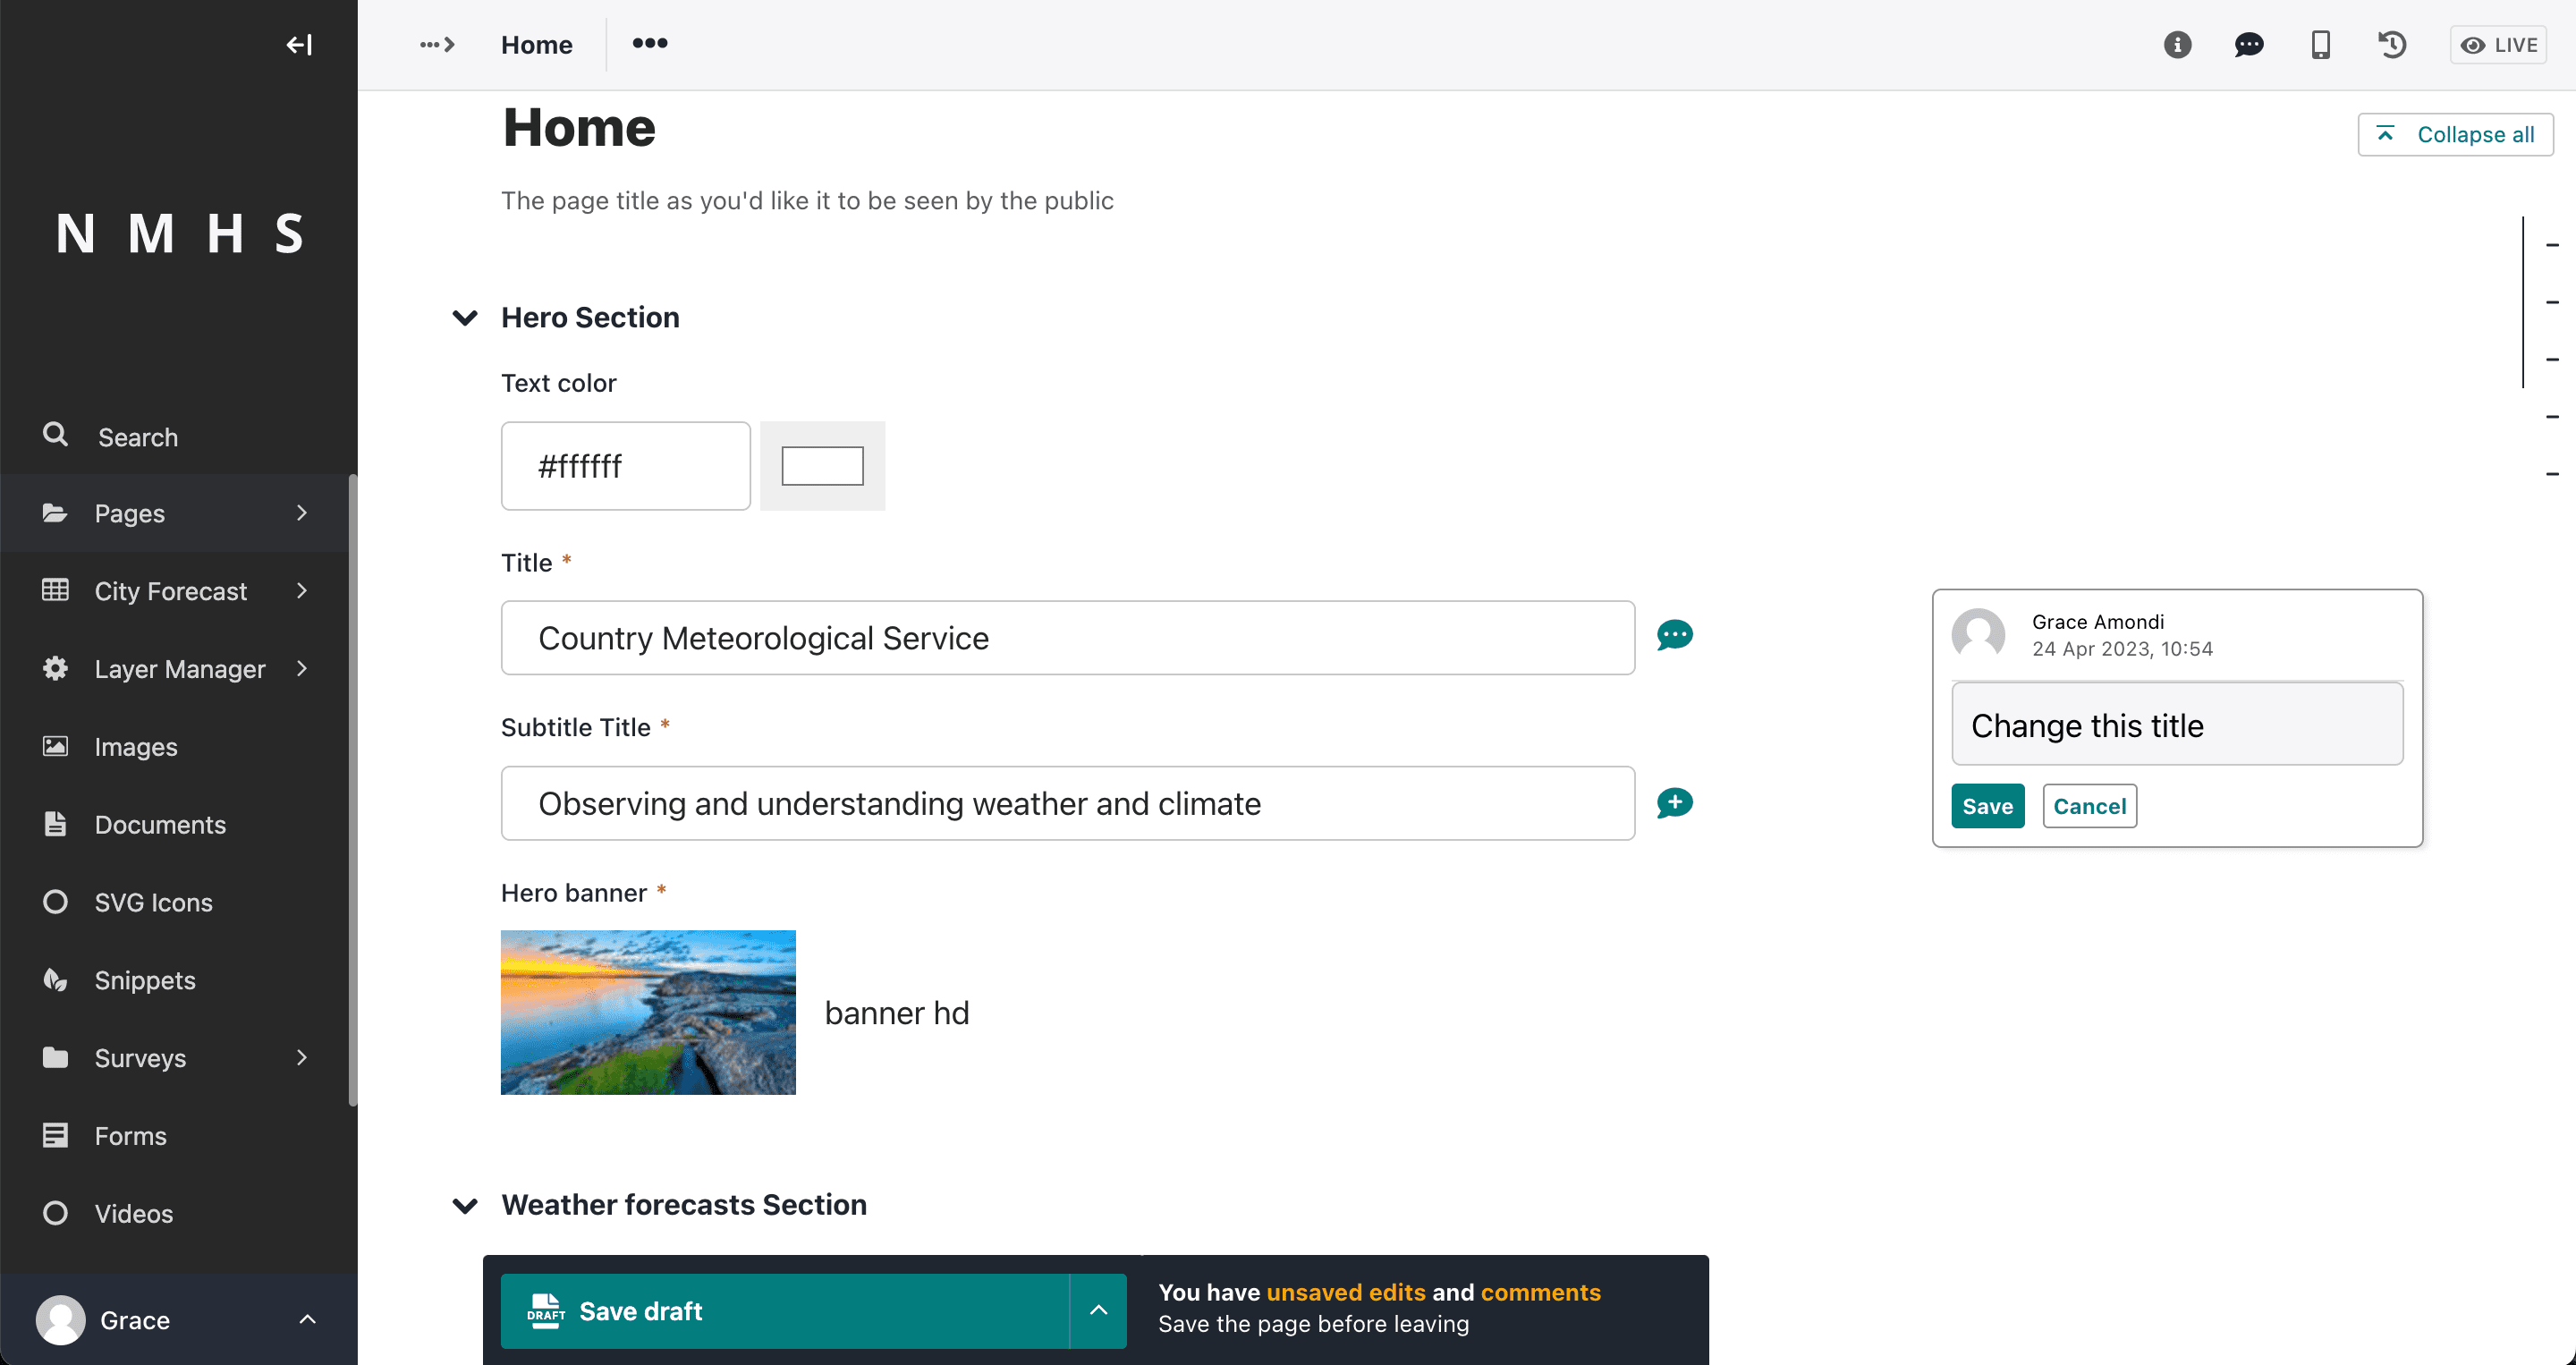 N M H S
Search
Pages
City Forecast
Layer Manager
Images
Documents
SVG Icons
Snippets
Surveys
Forms
Videos
Grace
Home
LIVE
Home
Collapse all
The page title as you'd like it to be seen by the public
Hero Section
Text color
#ffffff
Title *
Country Meteorological Service
Subtitle Title *
Observing and understanding weather and climate
Hero banner *
banner hd
Grace Amondi
24 Apr 2023, 10:54
Change this title
Save Cancel
Weather forecasts Section
DRAFT Save draft
You have unsaved edits and comments
Save the page before leaving